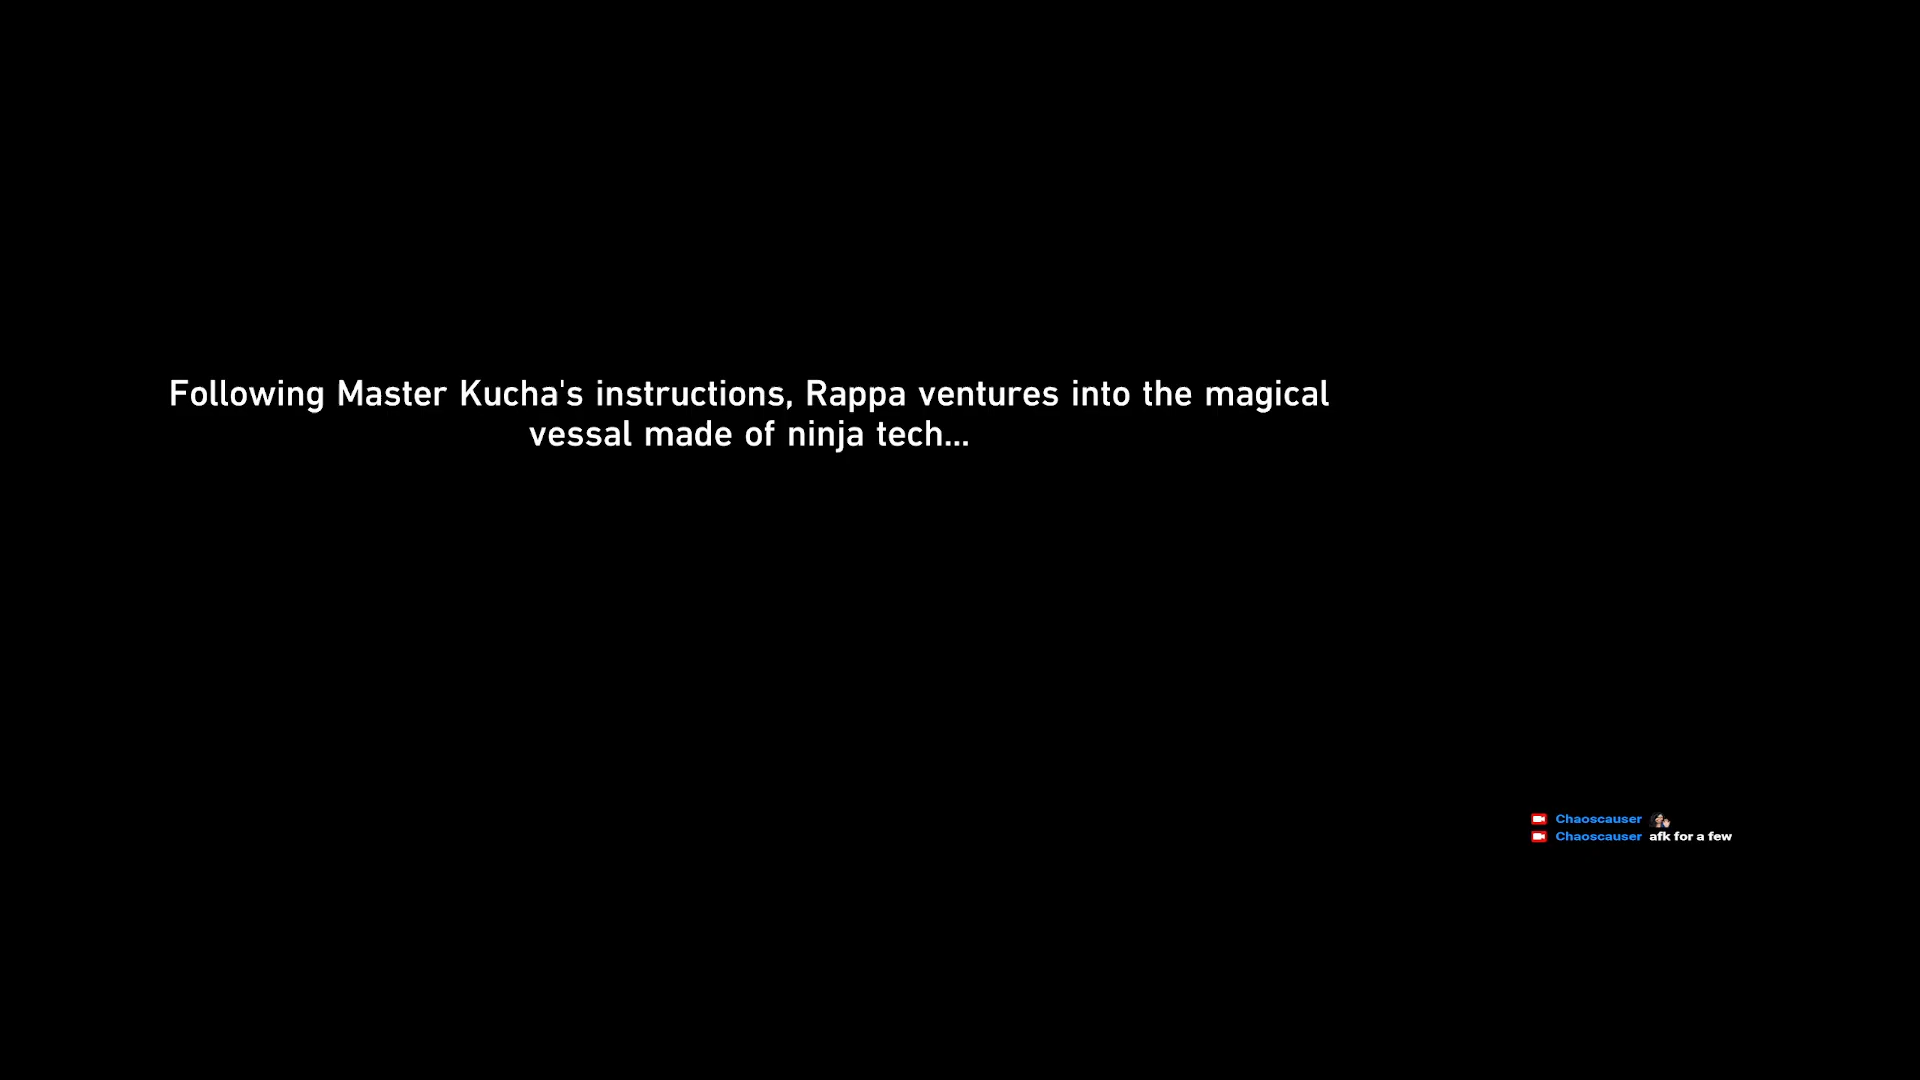 Following Master Kucha's instructions, Rappa ventures into the magical
vessal made of ninja tech...
Chaoscauser
Chaoscauser afk for a few